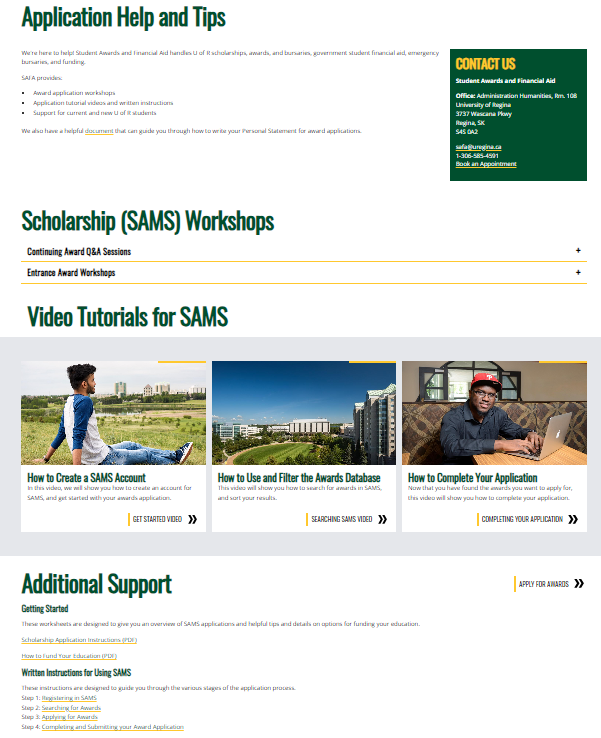 Application Help and Tips
We're here to help! Student Awards and Financial Aid handles U of R scholarships, awards, and bursaries, government student financial aid, emergency
bursaries, and funding.
SAFA provides:
• Award application workshops
• Application tutorial videos and written instructions
• Support for current and new U of R students
We also have a helpful document that can guide you through how to write your Personal Statement for award applications.
CONTACT US
Student Awards and Financial Aid
Office: Administration Humanities, Rm. 108
University of Regina
3737 Wascana Pkwy
Regina, SK
S4S 0A2
safa@uregina.ca
1-306-585-4591
Book an Appointment
Scholarship (SAMS) Workshops
Continuing Award Q&A Sessions +
Entrance Award Workshops +
Video Tutorials for SAMS
How to Create a SAMS Account
In this video, we will show you how to create an account for
SAMS, and get started with your awards application.
GET STARTED VIDEO
How to Use and Filter the Awards Database
This video will show you how to search for awards in SAMS,
and sort your results.
SEARCHING SAMS VIDEO
How to Complete Your Application
Now that you have found the awards you want to apply for,
this video will show you how to complete your application.
COMPLETING YOUR APPLICATION
Additional Support
APPLY FOR AWARDS
Getting Started
These worksheets are designed to give you an overview of SAMS applications and helpful tips and details on options for funding your education.
Scholarship Application Instructions (PDF)
How to Fund Your Education (PDF)
Written Instructions for Using SAMS
These instructions are designed to guide you through the various stages of the application process.
Step 1: Registering in SAMS
Step 2: Searching for Awards
Step 3: Applying for Awards
Step 4: Completing and Submitting your Award Application